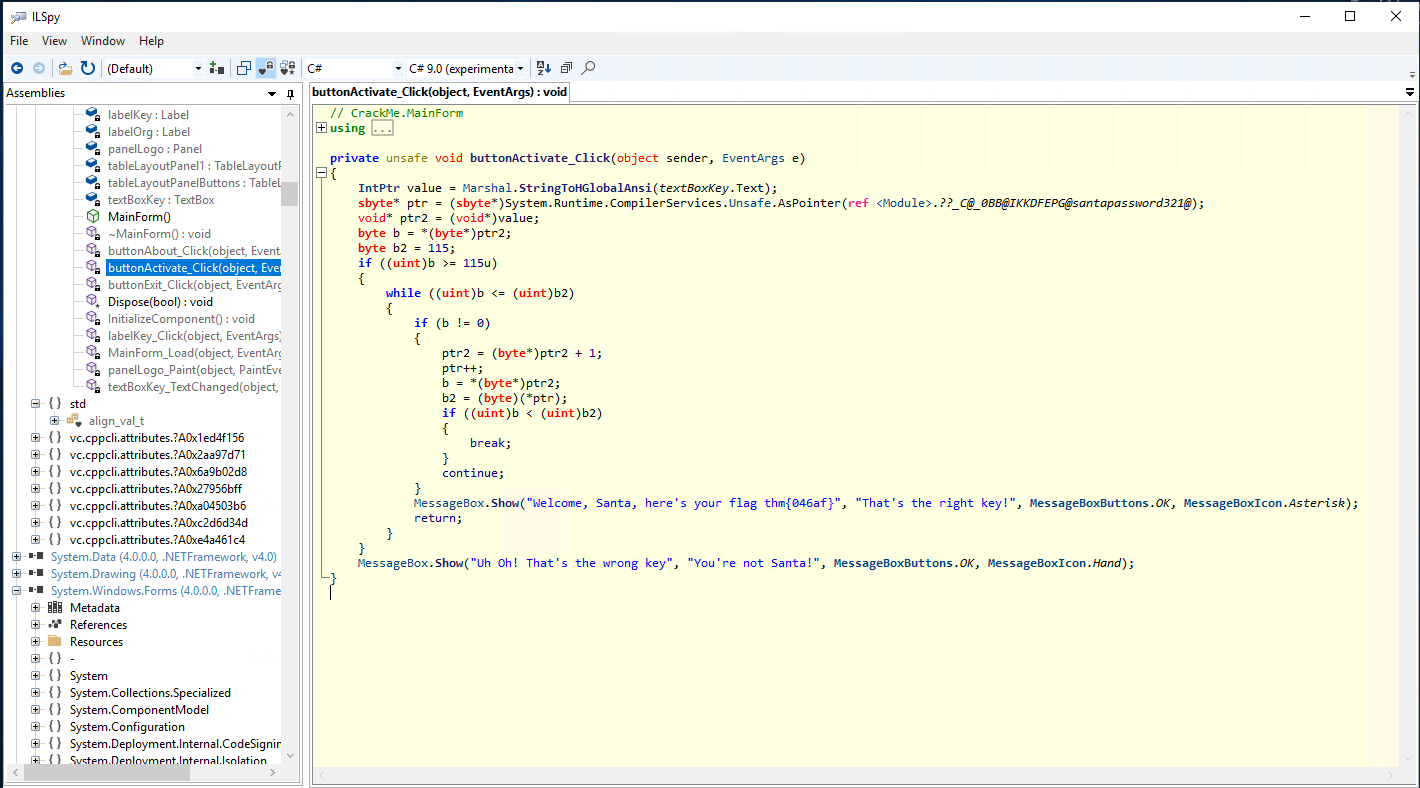 ILSpy
File View Window Help
(Default) C# C# 9.0 (experimenta
Assemblies
labelKey : Label
labelOrg : Label
panelLogo : Panel
tableLayoutPanel1 : TableLayoutP
tableLayoutPanelButtons : TableL
textBoxKey : TextBox
MainForm()
~MainForm() : void
buttonAbout_Click(object, Event
buttonActivate_Click(object, Eve
buttonExit_Click(object, EventArg
Dispose(bool) : void
InitializeComponent() : void
labelKey_Click(object, EventArgs)
MainForm_Load(object, EventArg
panelLogo_Paint(object, PaintEve
textBoxKey_TextChanged(object,
{ } std
align_val_t
{ } vc.cppcli.attributes.?A0x1ed4f156
{ } vc.cppcli.attributes.?A0x2aa97d71
{ } vc.cppcli.attributes.?A0x6a9b02d8
{ } vc.cppcli.attributes.?A0x27956bff
{ } vc.cppcli.attributes.?A0xa04503b6
{ } vc.cppcli.attributes.?A0xc2d6d34d
{ } vc.cppcli.attributes.?A0xe4a461c4
System.Data (4.0.0.0, .NETFramework, v4.0)
System.Drawing (4.0.0.0, .NETFramework, v4
System.Windows.Forms (4.0.0.0, .NETFrame
Metadata
References
Resources
{ } -
{ } System
{ } System.Collections.Specialized
{ } System.ComponentModel
{ } System.Configuration
{ } System.Deployment.Internal.CodeSignin
{ } System.Deployment.Internal.Isolation
buttonActivate_Click(object, EventArgs) : void
// CrackMe.MainForm
using ...
private unsafe void buttonActivate_Click(object sender, EventArgs e)
{
IntPtr value = Marshal.StringToHGlobalAnsi(textBoxKey.Text);
sbyte* ptr = (sbyte*)System.Runtime.CompilerServices.Unsafe.AsPointer(ref <Module>.??_C@_0BB@IKKDFEPG@santapassword321@);
void* ptr2 = (void*)value;
byte b = *(byte*)ptr2;
byte b2 = 115;
if ((uint)b >= 115u)
{
while ((uint)b <= (uint)b2)
{
if (b != 0)
{
ptr2 = (byte*)ptr2 + 1;
ptr++;
b = *(byte*)ptr2;
b2 = (byte)(*ptr);
if ((uint)b < (uint)b2)
{
break;
}
continue;
}
MessageBox.Show("Welcome, Santa, here's your flag thm{046af}", "That's the right key!", MessageBoxButtons.OK, MessageBoxIcon.Asterisk);
return;
}
}
MessageBox.Show("Uh Oh! That's the wrong key", "You're not Santa!", MessageBoxButtons.OK, MessageBoxIcon.Hand);
}